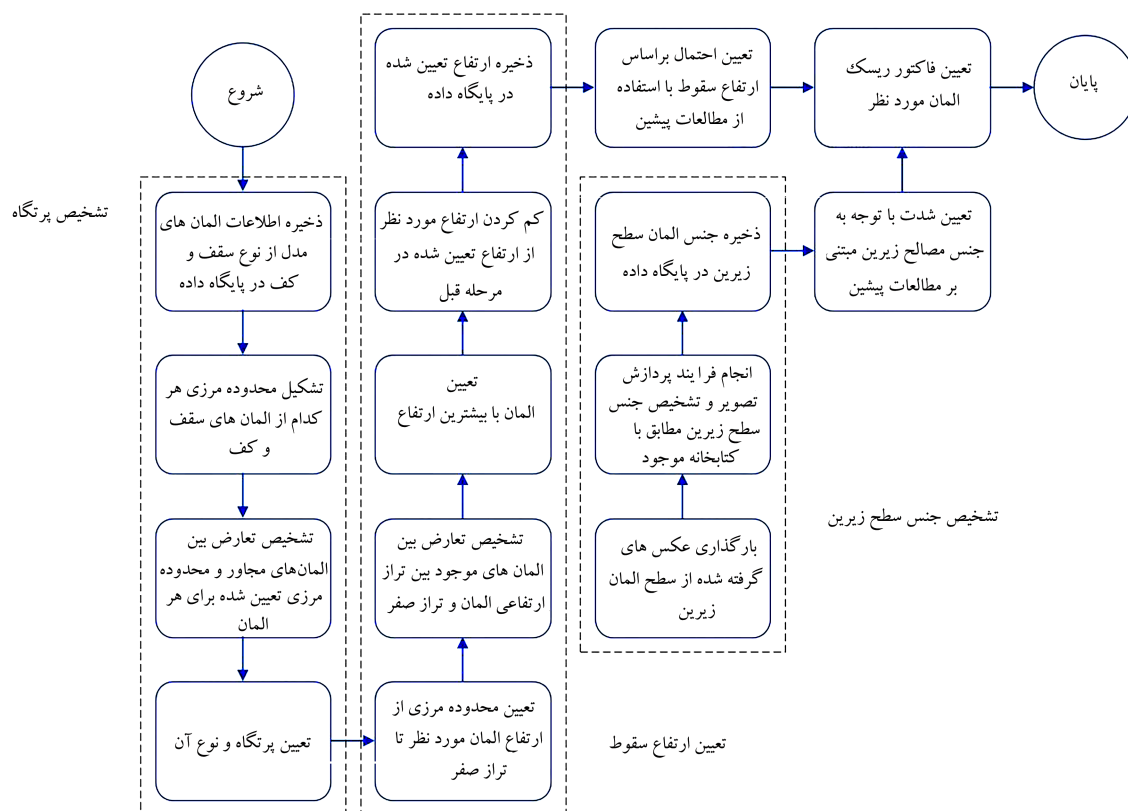 شروع
تشخیص پرتگاه
ذخیره اطلاعات المان های
مدل از نوع سقف و
کف در پایگاه داده
تشکیل محدوده مرزی هر
کدام از المان های سقف
و کف
تشخیص تعارض بین
المان‌های مجاور و محدوده
مرزی تعیین شده برای هر
المان
تعیین پرتگاه و نوع آن
تعیین محدوده مرزی از
ارتفاع المان مورد نظر تا
تراز صفر
تشخیص تعارض بین
المان های موجود بین تراز
ارتفاعی المان و تراز صفر
تعیین
المان با بیشترین ارتفاع
کم کردن ارتفاع مورد نظر
از ارتفاع تعیین شده در
مرحله قبل
ذخیره ارتفاع تعیین شده
در پایگاه داده
تعیین ارتفاع سقوط
تعیین احتمال براساس
ارتفاع سقوط با استفاده
از مطالعات پیشین
بارگذاری عکس های
گرفته شده از سطح المان
زیرین
انجام فرایند پردازش
تصویر و تشخیص جنس
سطح زیرین مطابق با
کتابخانه موجود
ذخیره جنس المان سطح
زیرین در پایگاه داده
تشخیص جنس سطح زیرین
تعیین شدت با توجه به
جنس مصالح زیرین مبتنی
بر مطالعات پیشین
تعیین فاکتور ریسک
المان مورد نظر
پایان